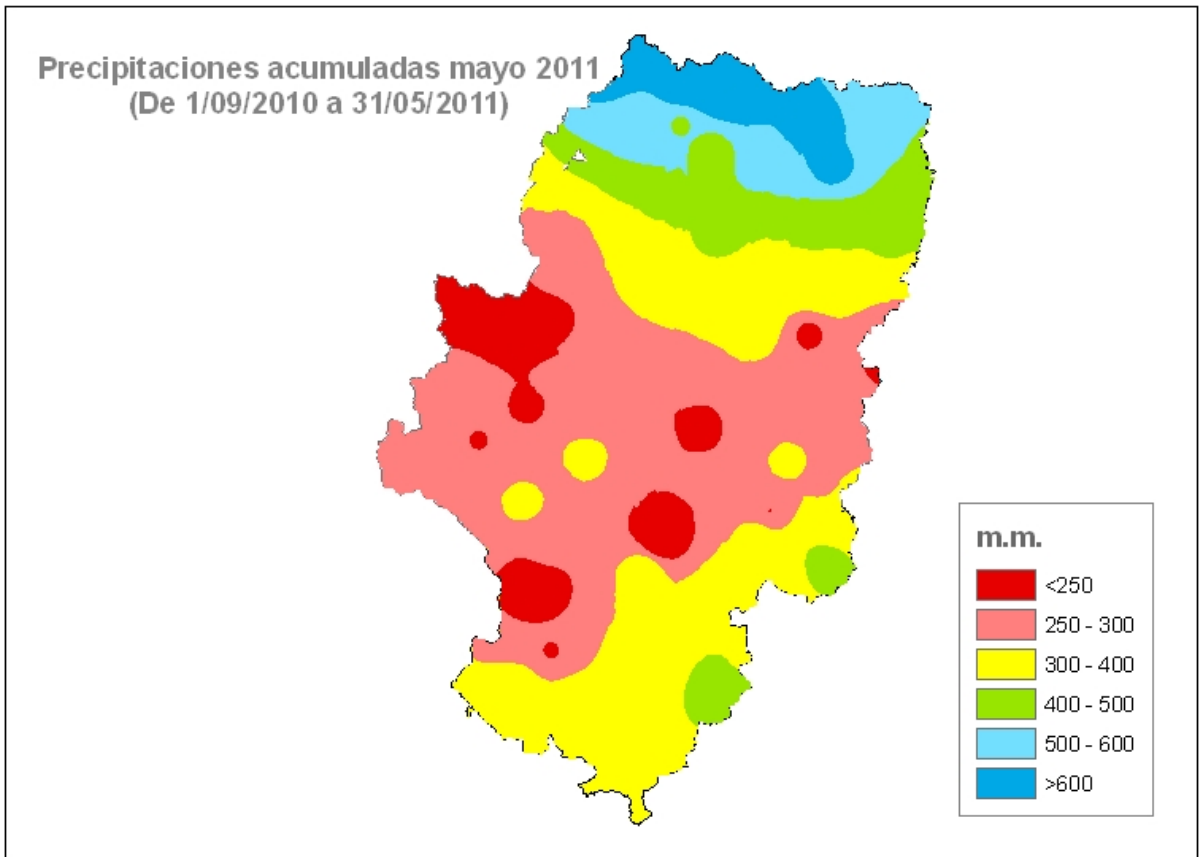 Precipitaciones acumuladas mayo 2011
(De 1/09/2010 a 31/05/2011)
m.m.
<250
250 - 300
300 - 400
400 - 500
500 - 600
>600